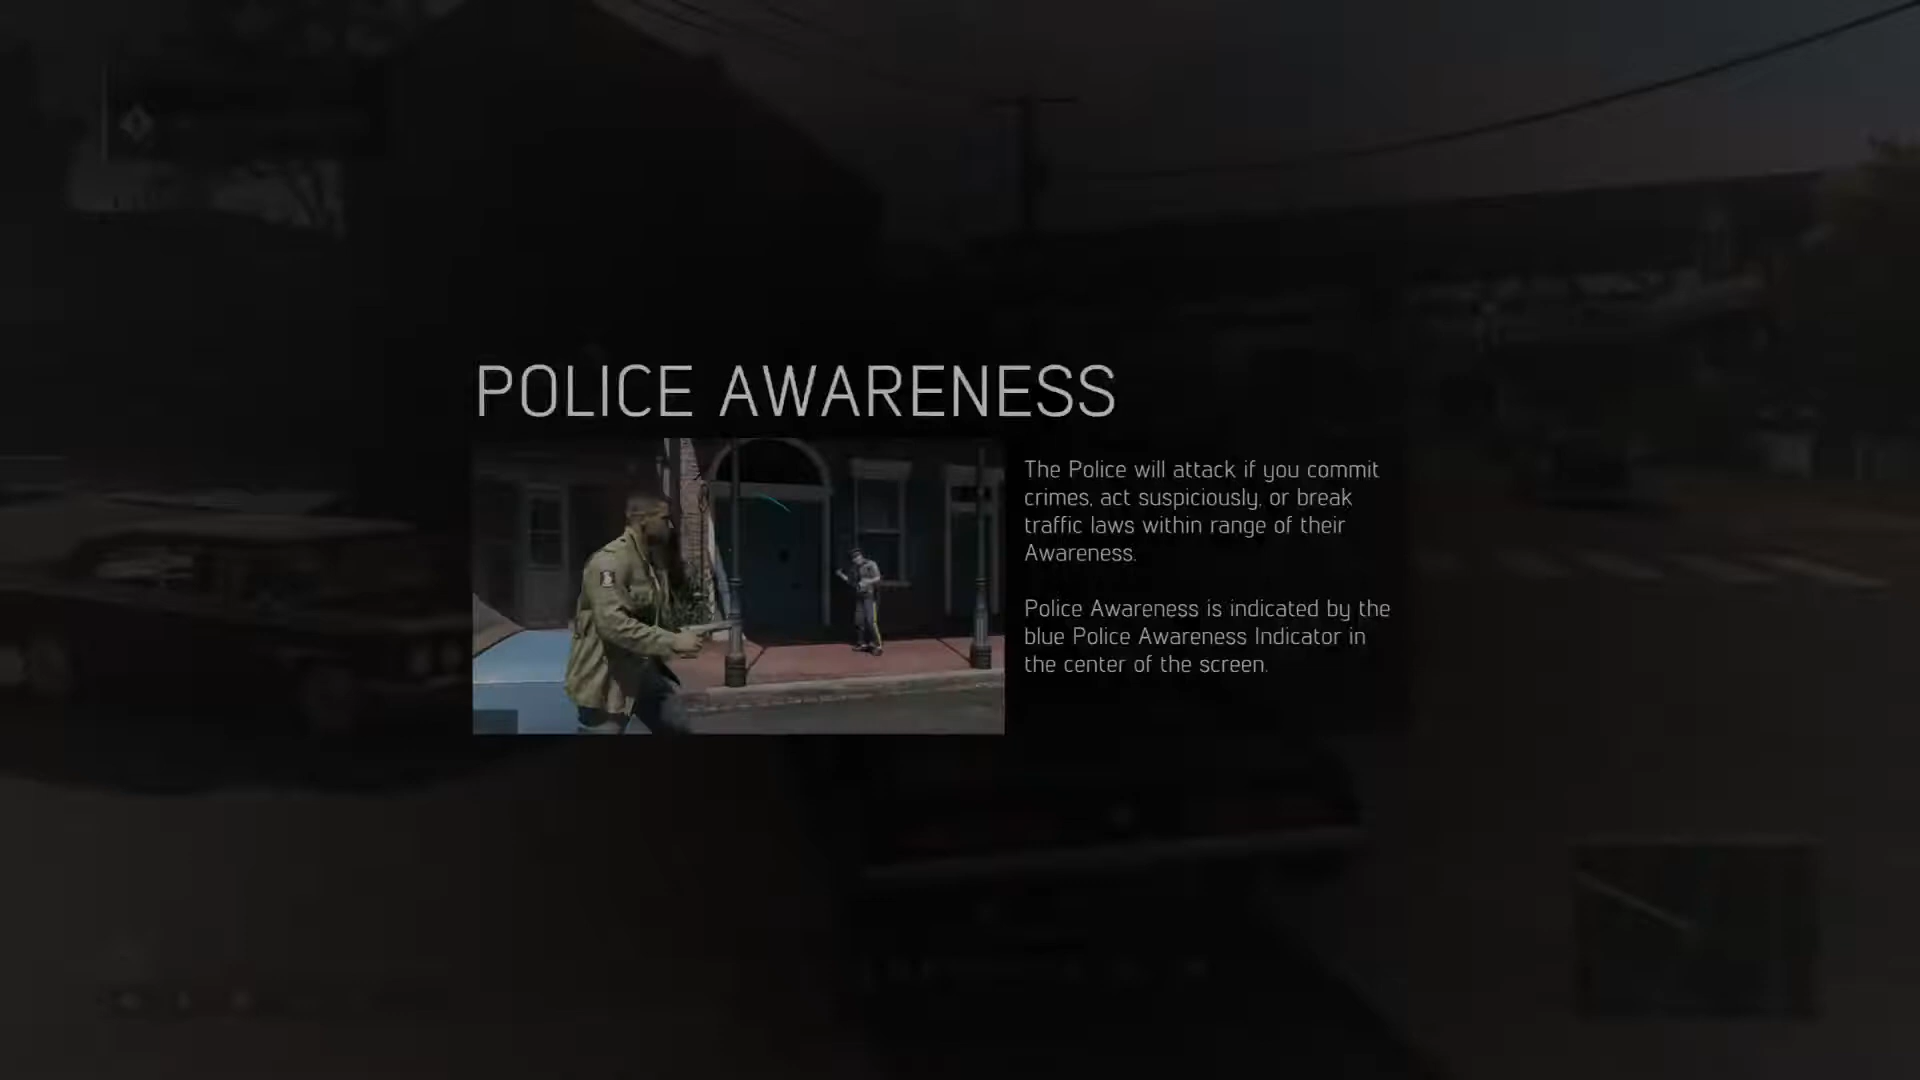 POLICE AWARENESS
The Police will attack if you commit
crimes, act suspiciously, or break
traffic laws within range of their
Awareness.
Police Awareness is indicated by the
blue Police Awareness Indicator in
the center of the screen.